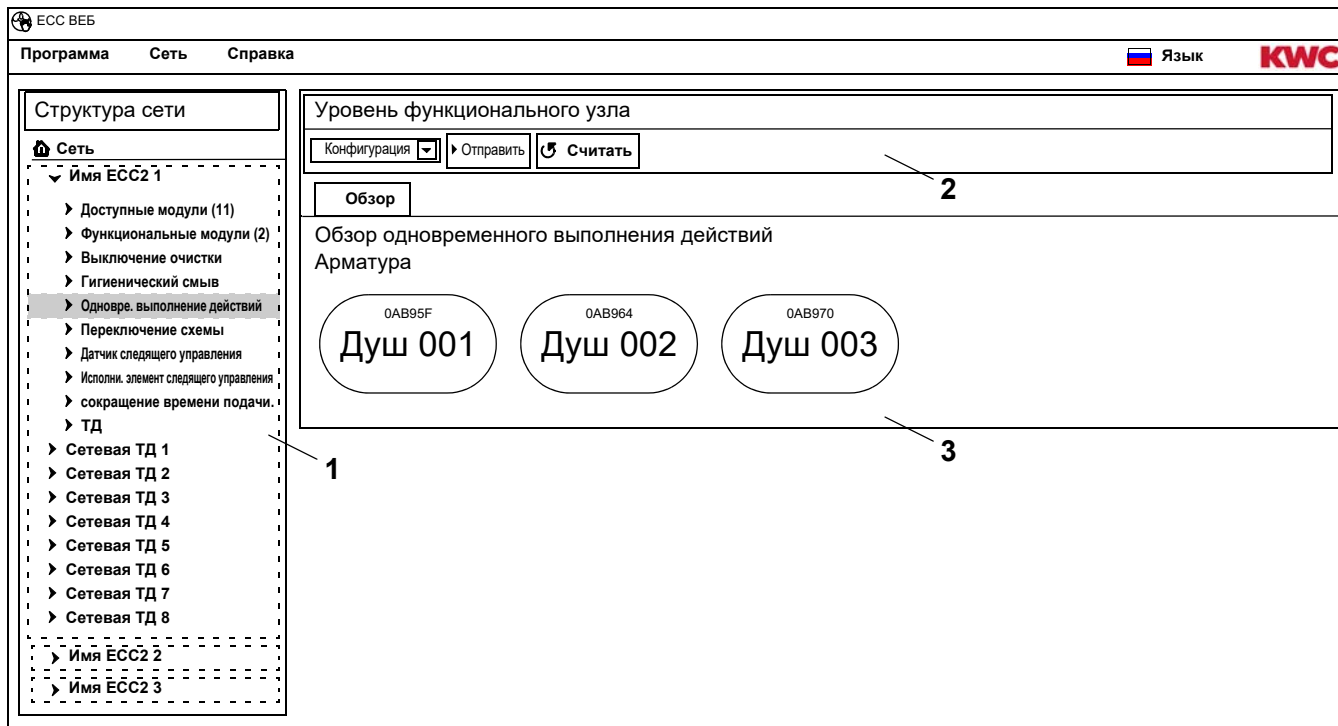 ECC ВЕБ
Программа Сеть Справка Язык KWC
Структура сети
Сеть
Имя ECC2 1
Доступные модули (11)
Функциональные модули (2)
Выключение очистки
Гигиенический смыв
Одновре. выполнение действий
Переключение схемы
Датчик следящего управления
Исполни. элемент следящего управления
сокращение времени подачи.
ТД
Сетевая ТД 1
Сетевая ТД 2
Сетевая ТД 3
Сетевая ТД 4
Сетевая ТД 5
Сетевая ТД 6
Сетевая ТД 7
Сетевая ТД 8
Имя ECC2 2
Имя ECC2 3
1
Уровень функционального узла
Конфигурация Отправить Считать
2
Обзор
Обзор одновременного выполнения действий
Арматура
0AB95F 0AB964 0AB970
Душ 001 Душ 002 Душ 003
3